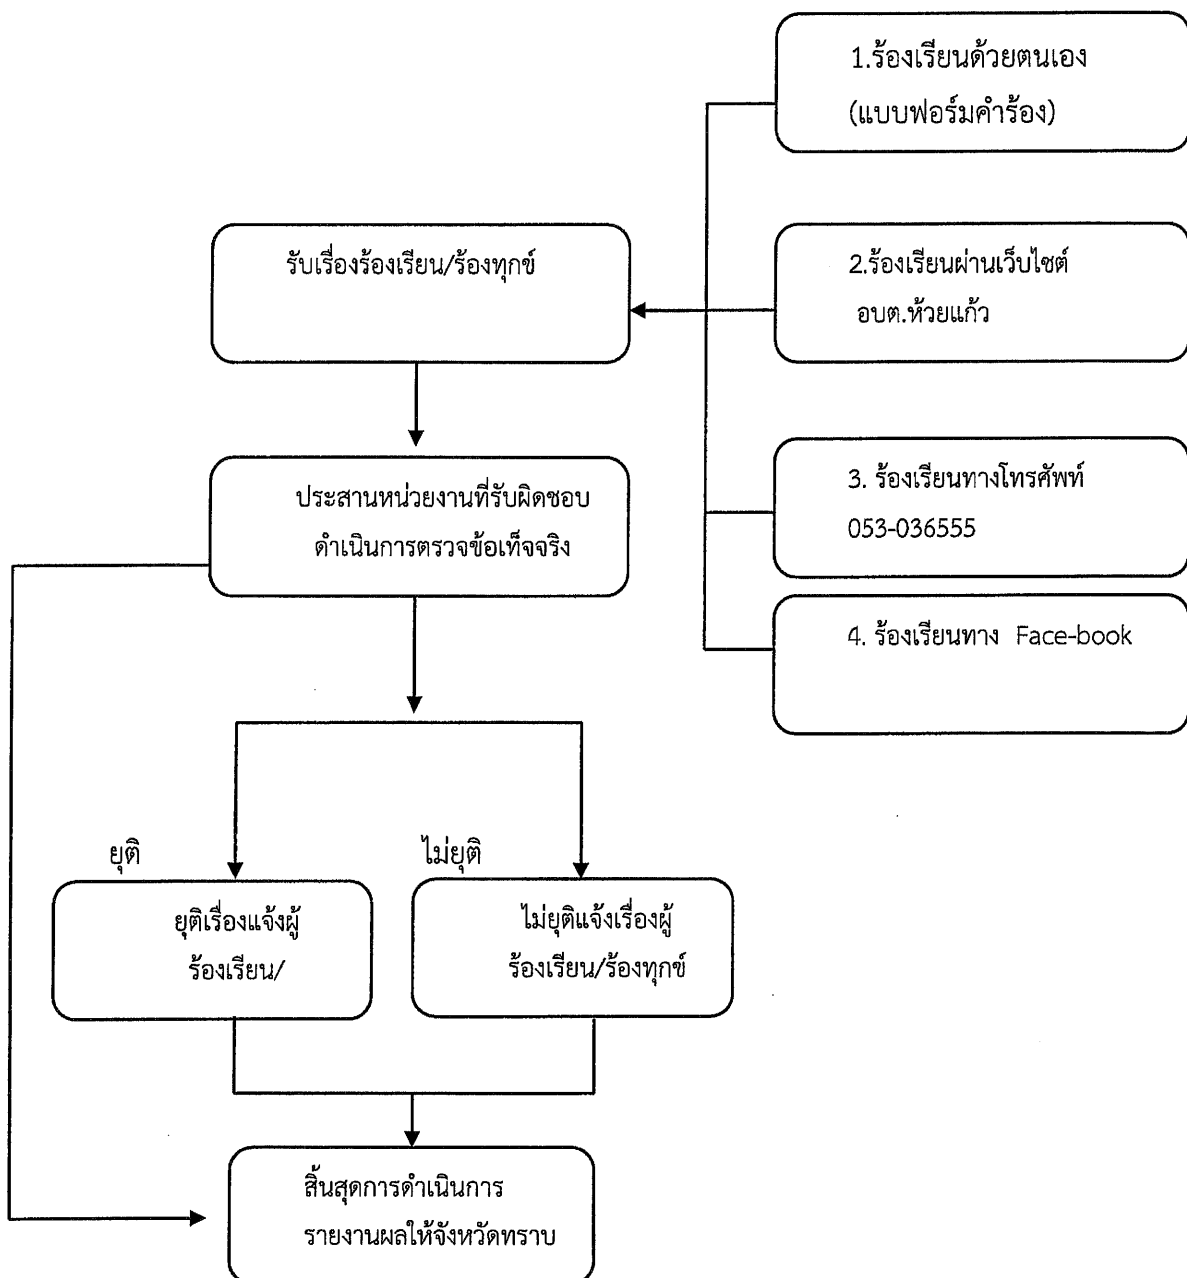 1.ร้องเรียนด้วยตนเอง
(แบบฟอร์มคำร้อง)
รับเรื่องร้องเรียน/ร้องทุกข์
2.ร้องเรียนผ่านเว็บไซต์
อบต.ห้วยแก้ว
ประสานหน่วยงานที่รับผิดชอบ
ดำเนินการตรวจข้อเท็จจริง
3. ร้องเรียนทางโทรศัพท์
053-036555
4. ร้องเรียนทาง Face-book
ยุติ
ไม่ยุติ
ยุติเรื่องแจ้งผู้
ร้องเรียน/
ไม่ยุติแจ้งเรื่องผู้
ร้องเรียน/ร้องทุกข์
สิ้นสุดการดำเนินการ
รายงานผลให้จังหวัดทราบ